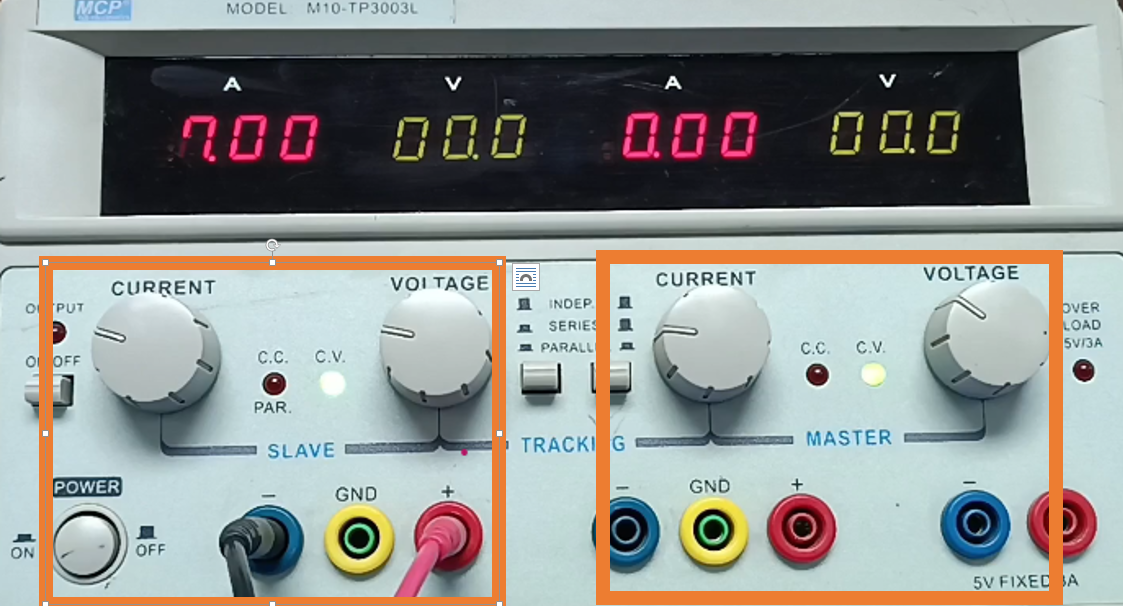 MCP
MODEL M10-TP3003L
A V A V
7.00 00.0 0.00 00.0
CURRENT VOLTAGE
OUTPUT
ON/OFF
C.C. C.V.
PAR.
SLAVE
INDEP.
SERIES
PARALL
TRACKING
CURRENT VOLTAGE
C.C. C.V.
MASTER
OVER
LOAD
5V/3A
POWER
ON OFF
− GND +
− GND +
− 
5V FIXED 3A